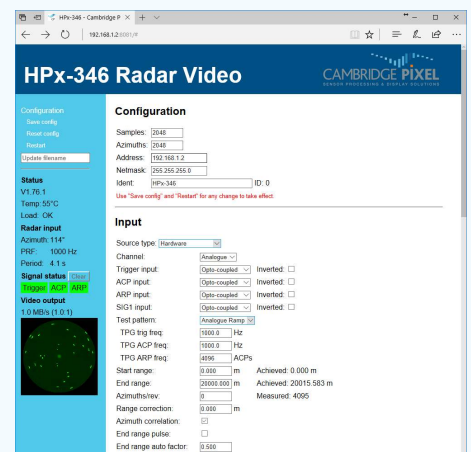 HPx-346 - Cambridge P
192.168.1.2:8081/#
HPx-346 Radar Video
CAMBRIDGE PIXEL
SENSOR PROCESSING & DISPLAY SOLUTIONS
Configuration
Save config
Reset config
Restart
Update filename
Status
V1.76.1
Temp: 55°C
Load: OK
Radar input
Azimuth: 114°
PRF: 1000 Hz
Period: 4.1 s
Signal status Clear
Trigger ACP ARP
Video output
1.0 MB/s (1.0:1)
Configuration
Samples: 2048
Azimuths: 2048
Address: 192.168.1.2
Netmask: 255.255.255.0
Ident: HPx-346 ID: 0
Use "Save config" and "Restart" for any change to take effect.
Input
Source type: Hardware
Channel: Analogue
Trigger input: Opto-coupled Inverted:
ACP input: Opto-coupled Inverted:
ARP input: Opto-coupled Inverted:
SIG1 input: Opto-coupled Inverted:
Test pattern: Analogue Ramp
TPG trig freq: 1000.0 Hz
TPG ACP freq: 1000.0 Hz
TPG ARP freq: 4096 ACPs
Start range: 0.000 m Achieved: 0.000 m
End range: 20000.000 m Achieved: 20015.583 m
Azimuths/rev: 0 Measured: 4095
Range correction: 0.000 m
Azimuth correlation:
End range pulse:
End range auto factor: 0.500